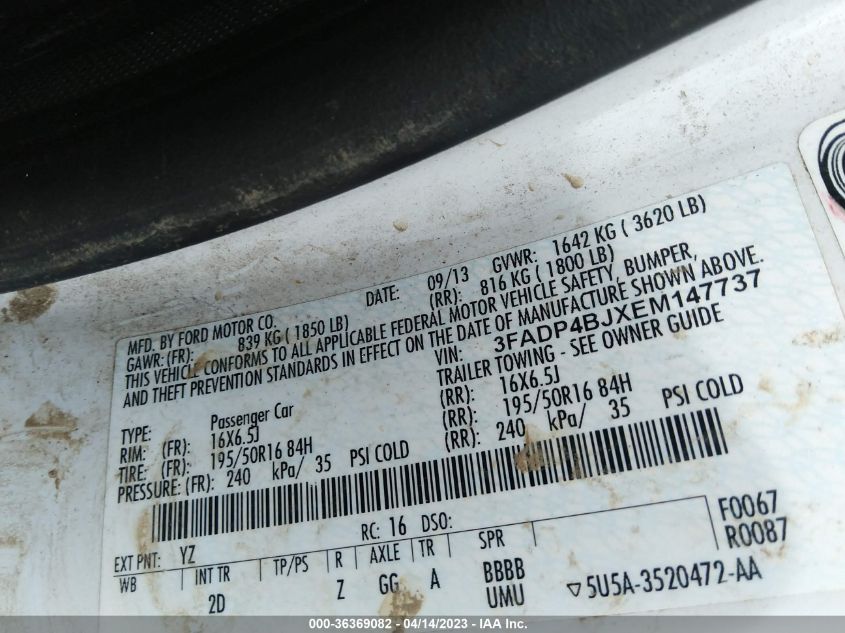 MFD. BY FORD MOTOR CO. DATE: 09/13 GVWR: 1642 KG ( 3620 LB)
GAWR: (FR): 839 KG ( 1850 LB) (RR): 816 KG ( 1800 LB)
THIS VEHICLE CONFORMS TO ALL APPLICABLE FEDERAL MOTOR VEHICLE SAFETY, BUMPER,
AND THEFT PREVENTION STANDARDS IN EFFECT ON THE DATE OF MANUFACTURE SHOWN ABOVE.
VIN: 3FADP4BJXEM147737
TYPE: Passenger Car TRAILER TOWING - SEE OWNER GUIDE
RIM: (FR): 16X6.5J (RR): 16X6.5J
TIRE: (FR): 195/50R16 84H (RR): 195/50R16 84H
PRESSURE: (FR): 240 kPa/ 35 PSI COLD (RR): 240 kPa/ 35 PSI COLD
RC: 16 DSO: F0067
EXT PNT: YZ R0087
WB INT TR TP/PS R AXLE TR SPR
2D Z GG A BBBB
UMU ▽5U5A-3520472-AA
000-36369082 - 04/14/2023 - IAA Inc.